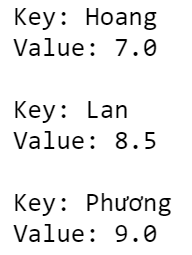 Key: Hoang
Value: 7.0
Key: Lan
Value: 8.5
Key: Phương
Value: 9.0